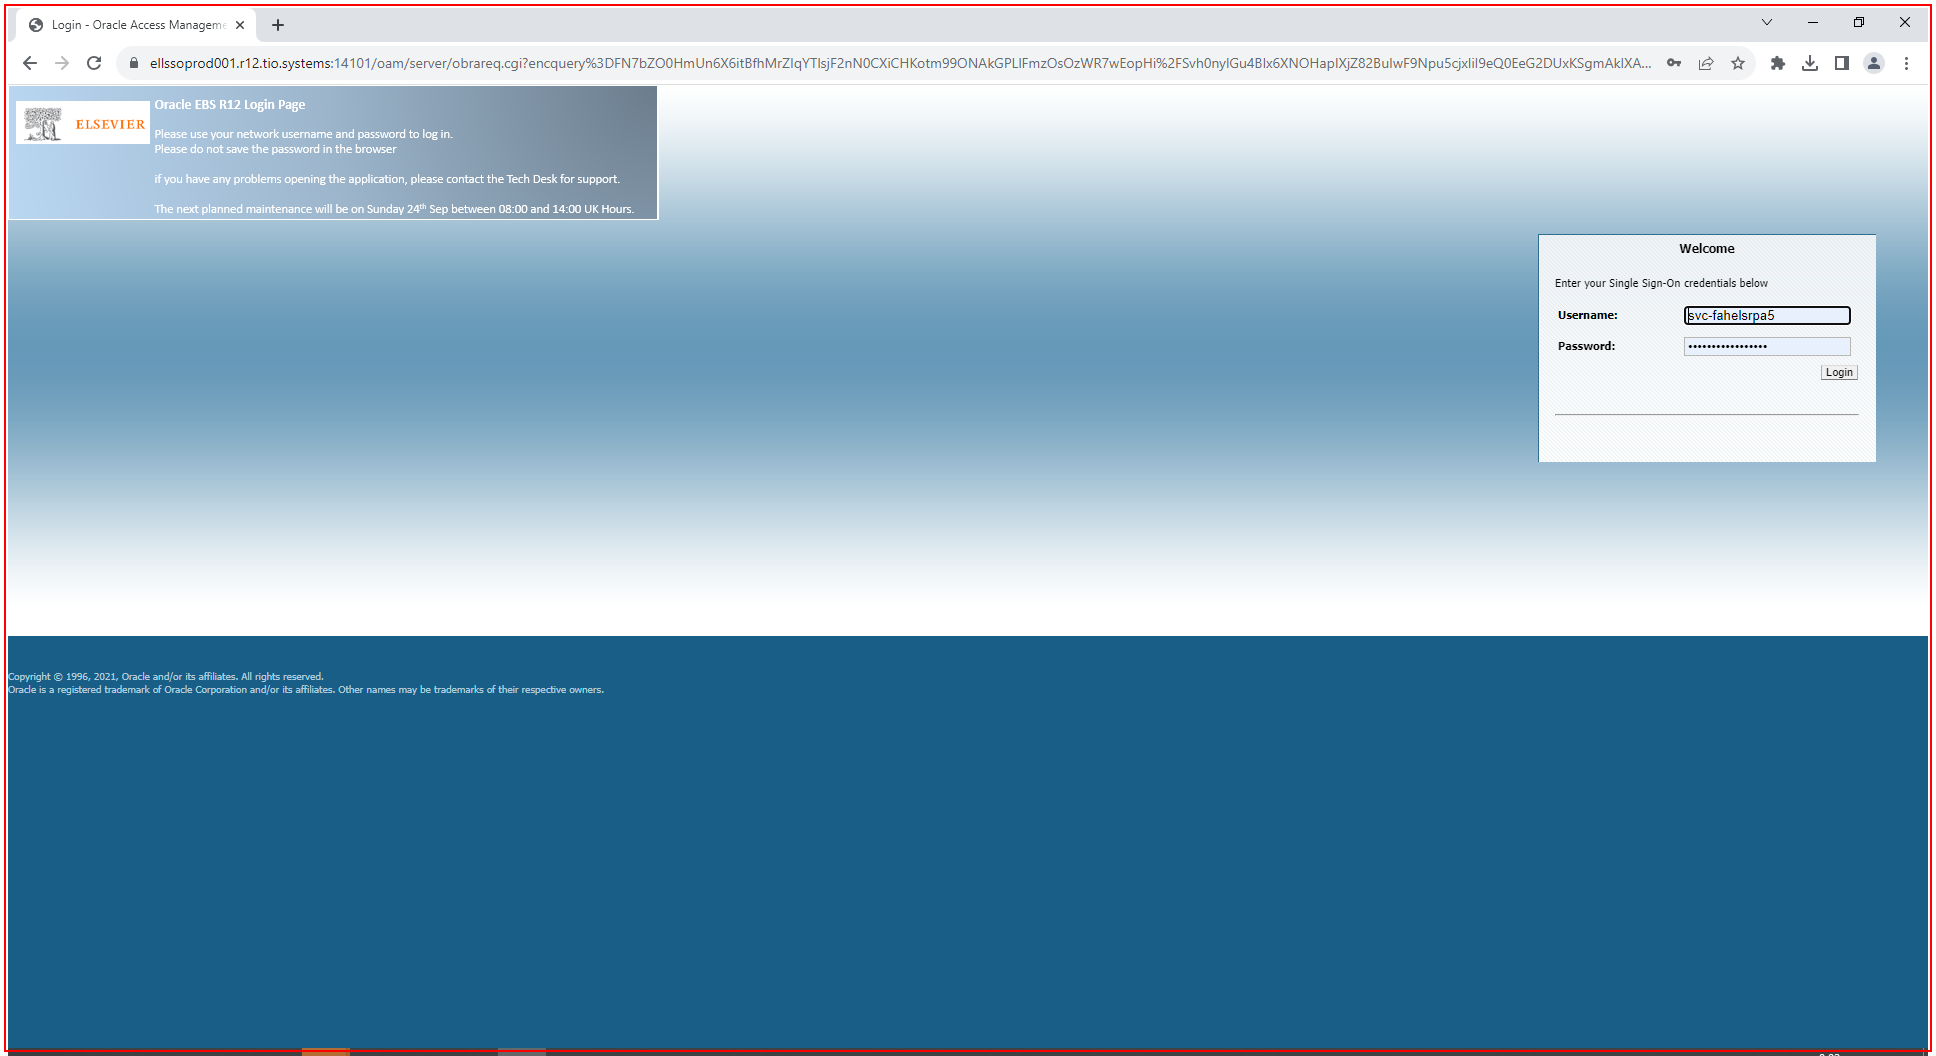 Login - Oracle Access Manageme
ellssoprod001.r12.tio.systems:14101/oam/server/obrareq.cgi?
Oracle EBS R12 Login Page
ELSEVIER
Please use your network username and password to log in.
Please do not save the password in the browser
if you have any problems opening the application, please contact the Tech Desk for support.
The next planned maintenance will be on Sunday 24th Sep between 08:00 and 14:00 UK Hours.
Welcome
Enter your Single Sign-On credentials below
Username:
svc-fahelsrpa5
Password:
Login
Copyright © 1996, 2021, Oracle and/or its affiliates. All rights reserved.
Oracle is a registered trademark of Oracle Corporation and/or its affiliates. Other names may be trademarks of their respective owners.